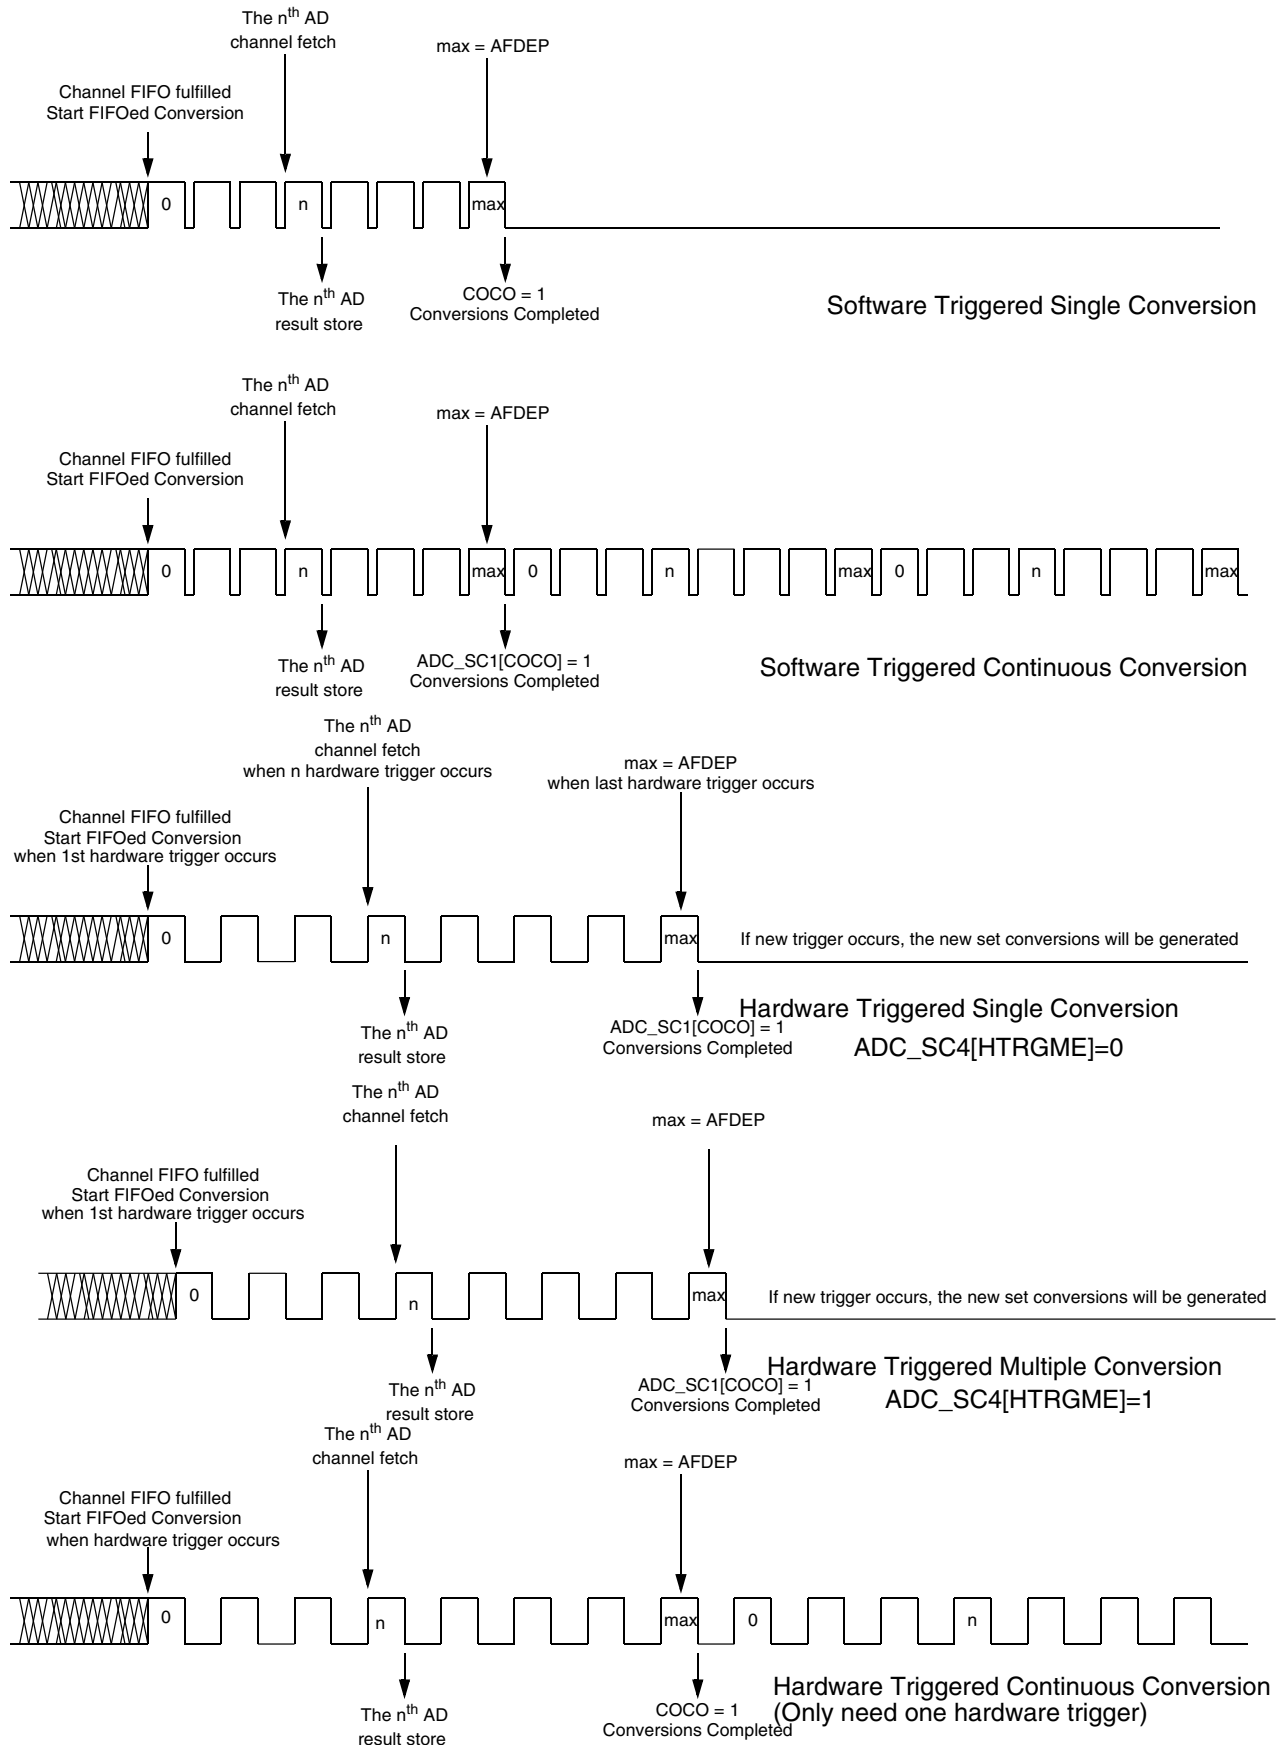 The nth AD
channel fetch
max = AFDEP
Channel FIFO fulfilled
Start FIFOed Conversion
0
n
max
The nth AD
result store
COCO = 1
Conversions Completed
Software Triggered Single Conversion
The nth AD
channel fetch
max = AFDEP
Channel FIFO fulfilled
Start FIFOed Conversion
0
n
max
0
n
max
0
n
max
The nth AD
result store
ADC_SC1[COCO] = 1
Conversions Completed
Software Triggered Continuous Conversion
The nth AD
channel fetch
when n hardware trigger occurs
max = AFDEP
when last hardware trigger occurs
Channel FIFO fulfilled
Start FIFOed Conversion
when 1st hardware trigger occurs
0
n
max
If new trigger occurs, the new set conversions will be generated
The nth AD
result store
ADC_SC1[COCO] = 1
Conversions Completed
Hardware Triggered Single Conversion
ADC_SC4[HTRGME]=0
The nth AD
channel fetch
max = AFDEP
Channel FIFO fulfilled
Start FIFOed Conversion
when 1st hardware trigger occurs
0
n
max
If new trigger occurs, the new set conversions will be generated
The nth AD
result store
ADC_SC1[COCO] = 1
Conversions Completed
Hardware Triggered Multiple Conversion
ADC_SC4[HTRGME]=1
The nth AD
channel fetch
max = AFDEP
Channel FIFO fulfilled
Start FIFOed Conversion
when hardware trigger occurs
0
n
max
0
n
The nth AD
result store
COCO = 1
Conversions Completed
Hardware Triggered Continuous Conversion
(Only need one hardware trigger)